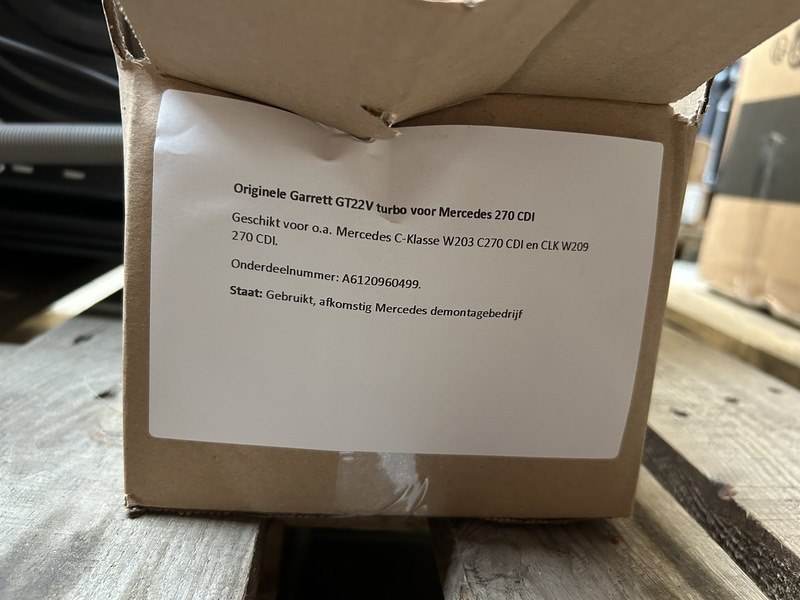 Originele Garrett GT22V turbo voor Mercedes 270 CDI
Geschikt voor o.a. Mercedes C-Klasse W203 C270 CDI en CLK W209
270 CDI.
Onderdeelnummer: A6120960499.
Staat: Gebruikt, afkomstig Mercedes demontagebedrijf